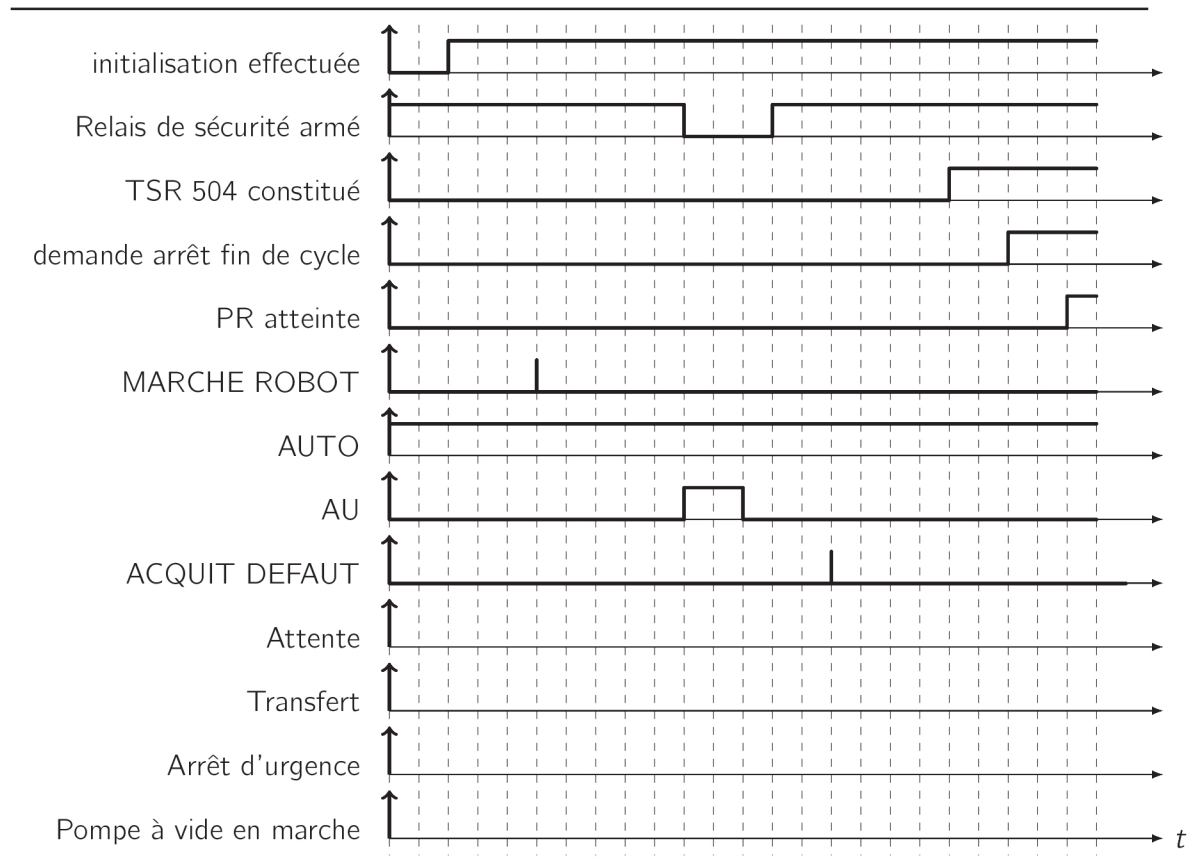 initialisation effectuée
Relais de sécurité armé
TSR 504 constitué
demande arrêt fin de cycle
PR atteinte
MARCHE ROBOT
AUTO
AU
ACQUIT DEFAUT
Attente
Transfert
Arrêt d'urgence
Pompe à vide en marche
t